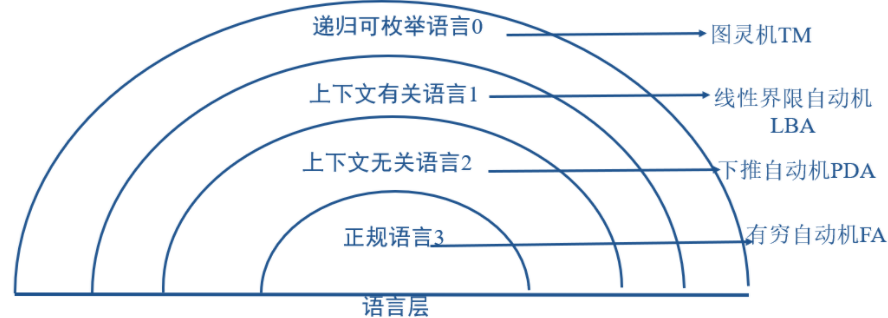 递归可枚举语言0
图灵机TM
上下文有关语言1
线性界限自动机
LBA
上下文无关语言2
下推自动机PDA
正规语言3
有穷自动机FA
语言层